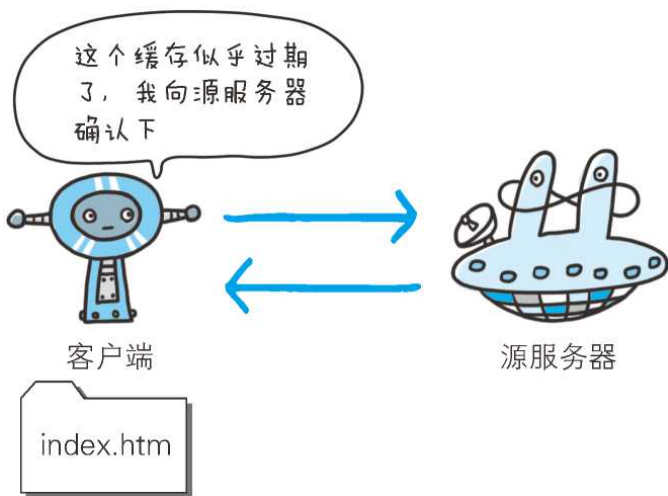 这个缓存似乎过期
了，我向源服务器
确认下
客户端
源服务器
index.htm